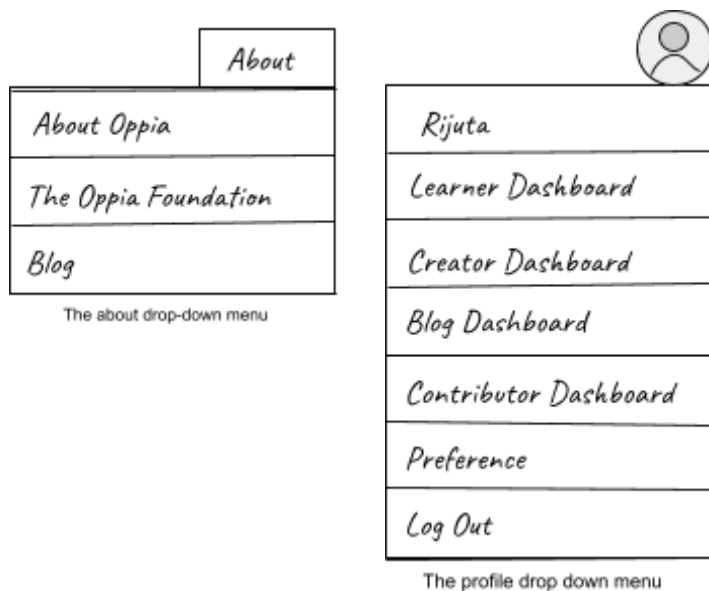 About
About Oppia
The Oppia Foundation
Blog
The about drop-down menu
Rijuta
Learner Dashboard
Creator Dashboard
Blog Dashboard
Contributor Dashboard
Preference
Log Out
The profile drop down menu